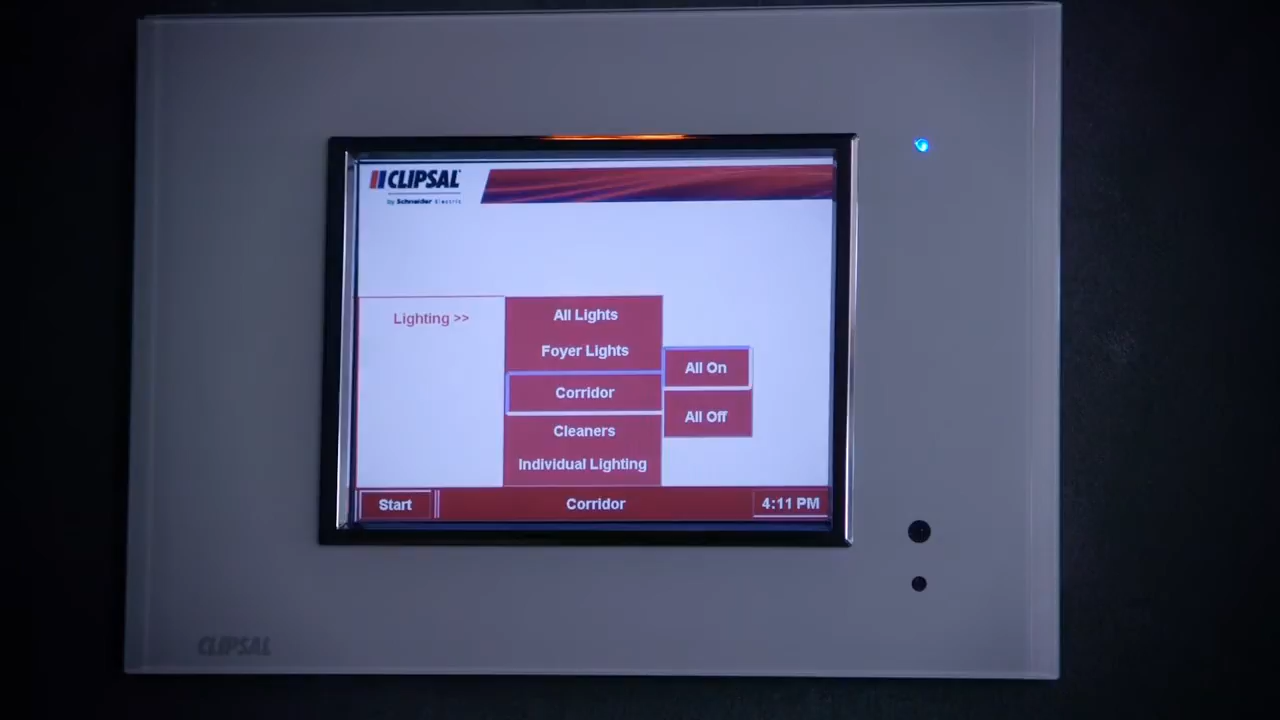 CLIPSAL
by Schneider Electric
Lighting >>
All Lights
Foyer Lights
Corridor
Cleaners
Individual Lighting
All On
All Off
Start
Corridor
4:11 PM
CLIPSAL